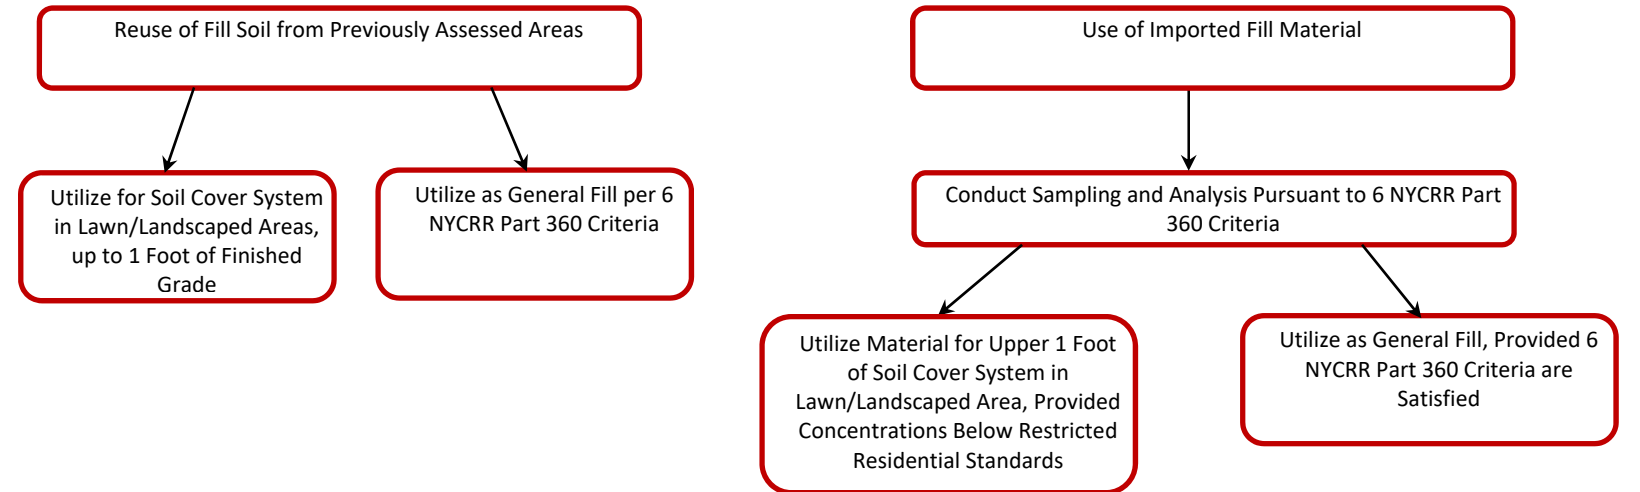 Reuse of Fill Soil from Previously Assessed Areas
Utilize for Soil Cover System
in Lawn/Landscaped Areas,
up to 1 Foot of Finished
Grade
Utilize as General Fill per 6
NYCRR Part 360 Criteria
Use of Imported Fill Material
Conduct Sampling and Analysis Pursuant to 6 NYCRR Part
360 Criteria
Utilize Material for Upper 1 Foot
of Soil Cover System in
Lawn/Landscaped Area, Provided
Concentrations Below Restricted
Residential Standards
Utilize as General Fill, Provided 6
NYCRR Part 360 Criteria are
Satisfied